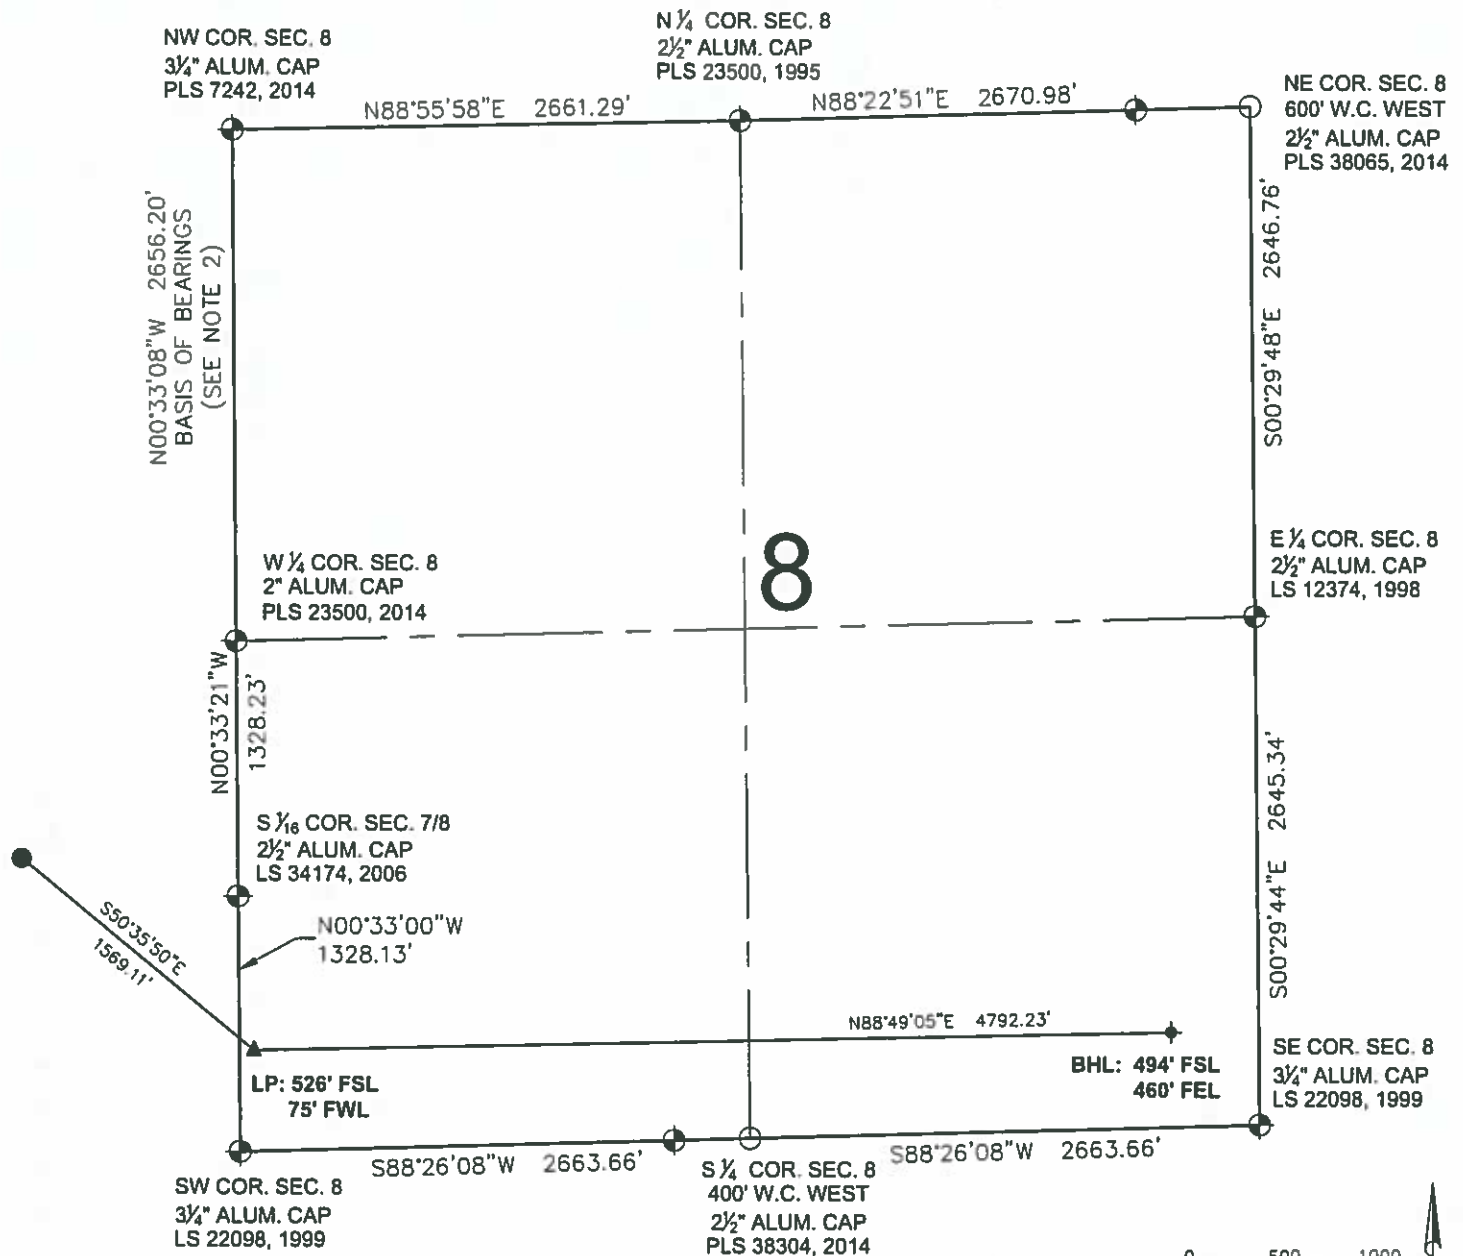 NW COR. SEC. 8
3¼" ALUM. CAP
PLS 7242, 2014
N ¼ COR. SEC. 8
2½" ALUM. CAP
PLS 23500, 1995
NE COR. SEC. 8
600' W.C. WEST
2½" ALUM. CAP
PLS 38065, 2014
N88°55'58"E 2661.29'
N88°22'51"E 2670.98'
N00°33'08"W 2656.20'
BASIS OF BEARINGS
(SEE NOTE 2)
S00°29'48"E 2646.76'
8
W ¼ COR. SEC. 8
2" ALUM. CAP
PLS 23500, 2014
E ¼ COR. SEC. 8
2½" ALUM. CAP
LS 12374, 1998
N00°33'21"W
1328.23'
S00°29'44"E 2645.34'
S 1/16 COR. SEC. 7/8
2½" ALUM. CAP
LS 34174, 2006
N00°33'00"W
1328.13'
S50°35'50"E
1569.11'
N88°49'05"E 4792.23'
LP: 526' FSL
75' FWL
BHL: 494' FSL
460' FEL
SE COR. SEC. 8
3¼" ALUM. CAP
LS 22098, 1999
S88°26'08"W 2663.66'
S88°26'08"W 2663.66'
SW COR. SEC. 8
3¼" ALUM. CAP
LS 22098, 1999
S ¼ COR. SEC. 8
400' W.C. WEST
2½" ALUM. CAP
PLS 38304, 2014
0 500 1000